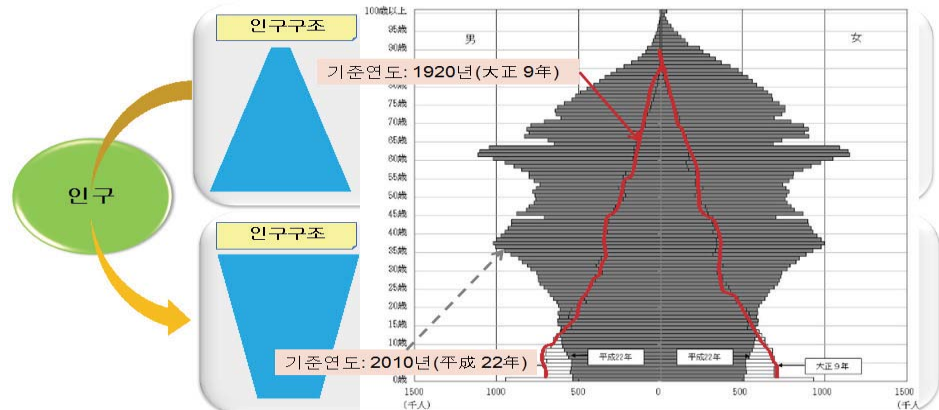 인구
인구구조
인구구조
기준연도: 1920년(大正 9年)
기준연도: 2010년(平成 22年)
男
女
100歳以上
95歳
90歳
80歳
75歳
70歳
65歳
60歳
55歳
50歳
45歳
40歳
35歳
30歳
25歳
20歳
15歳
10歳
0歳
平成22年
平成22年
大正9年
1500
1000
500
0
500
1000
1500
(千人)
(千人)